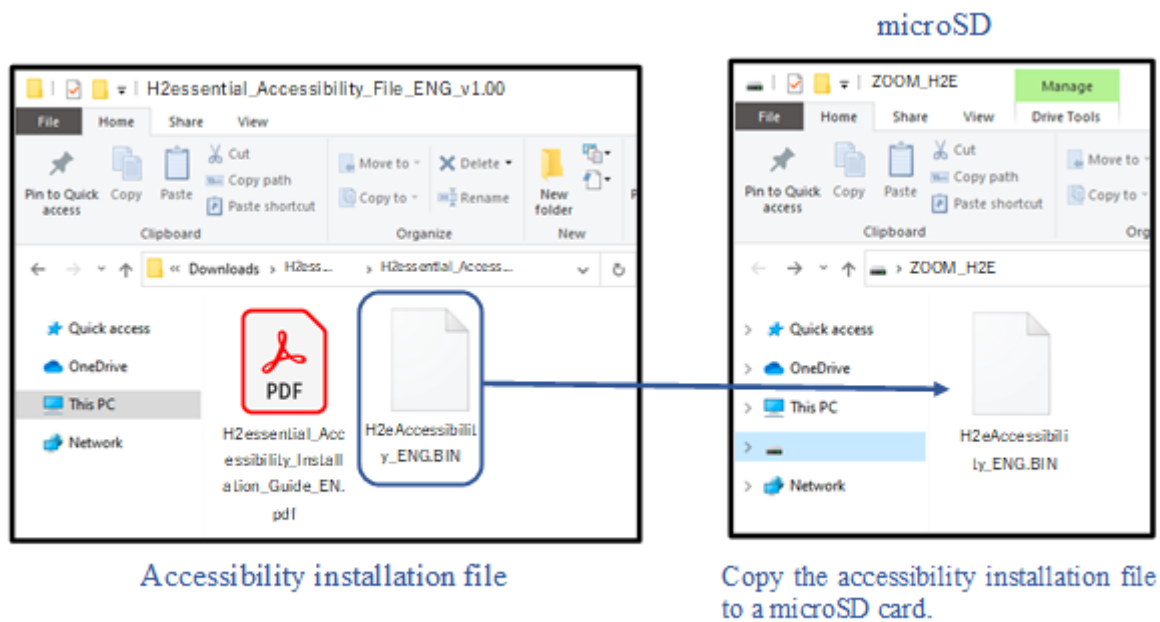 microSD
H2essential_Accessibility_File_ENG_v1.00
File Home Share View
Pin to Quick access
Copy
Paste
Cut
Copy path
Paste shortcut
Clipboard
Move to
Copy to
Delete
Rename
Organize
New folder
New
« Downloads › H2ess... › H2essential_Access...
Quick access
OneDrive
This PC
Network
PDF
H2essential_Acc
essibility_Install
ation_Guide_EN.
pdf
H2eAccessibilit
y_ENG.BIN
Accessibility installation file
ZOOM_H2E
Manage
File Home Share View Drive Tools
Pin to Quick access
Copy
Paste
Cut
Copy path
Paste shortcut
Clipboard
Move to
Copy to
Org
› ZOOM_H2E
Quick access
OneDrive
This PC
Network
H2eAccessibili
ty_ENG.BIN
Copy the accessibility installation file
to a microSD card.